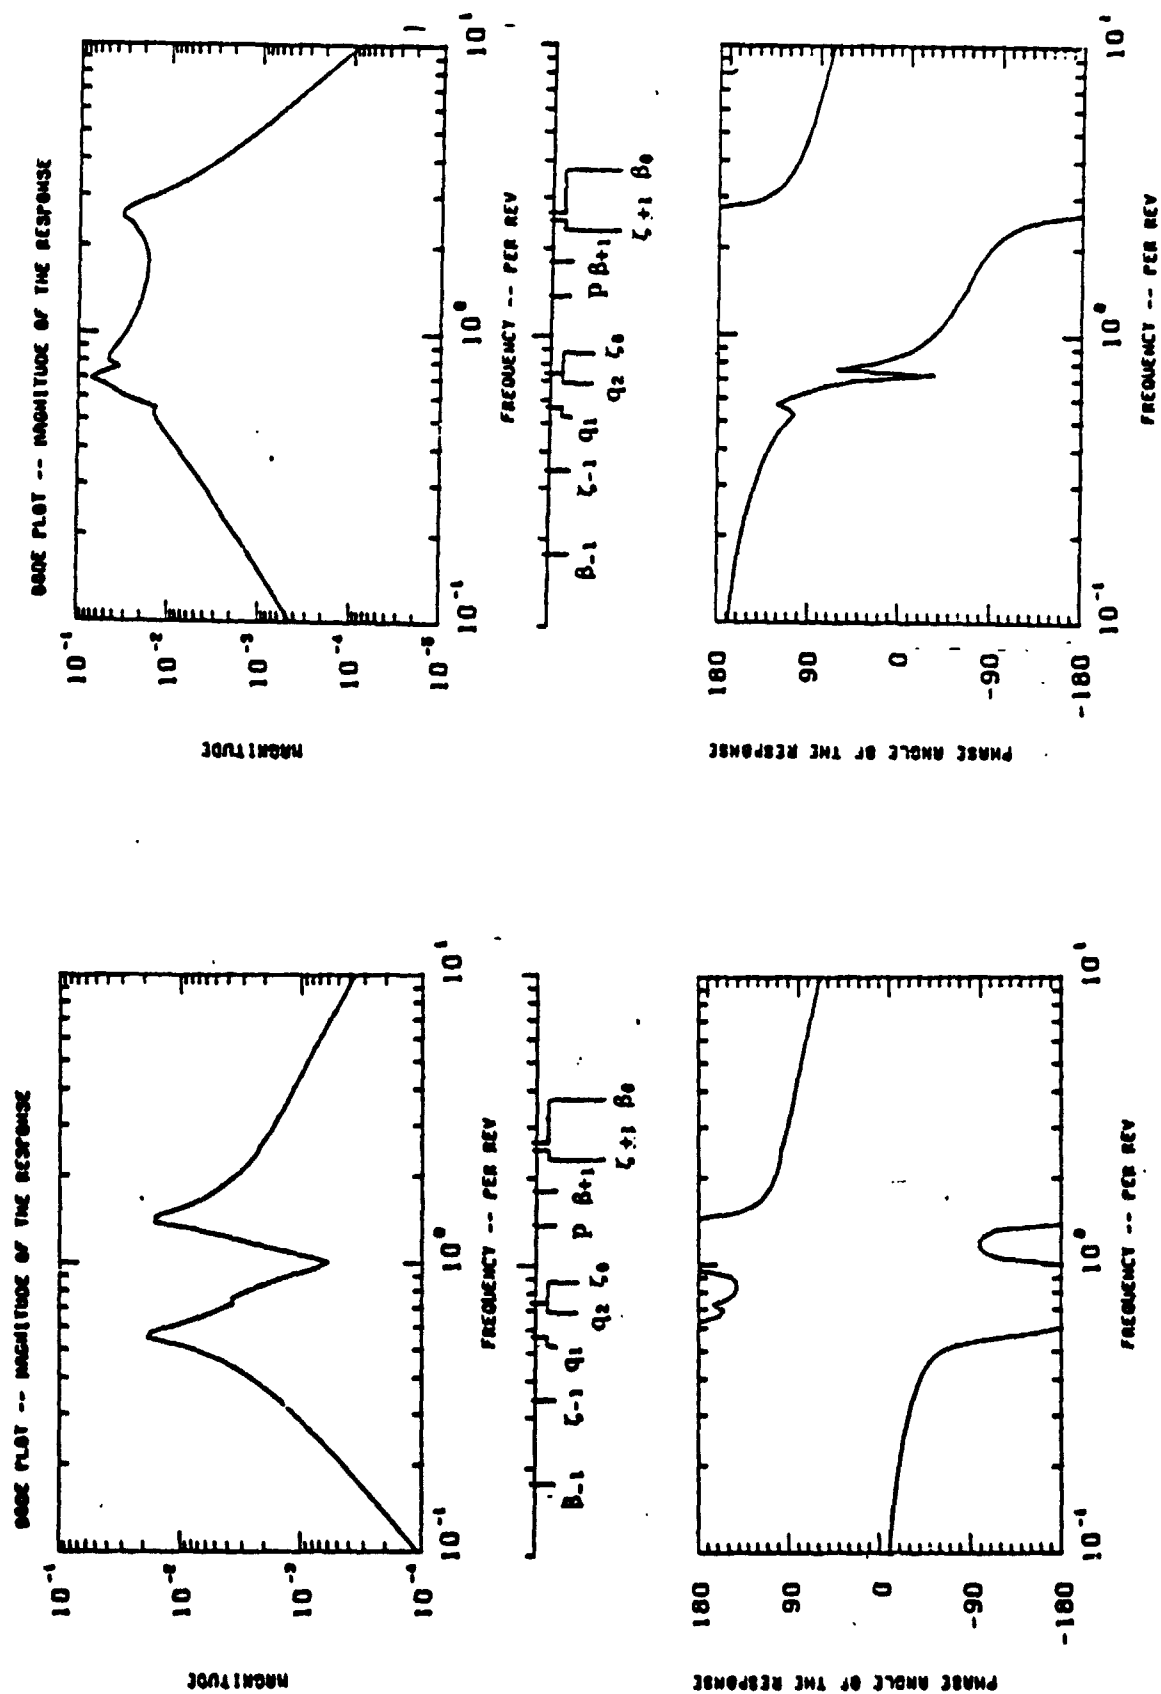 BODE PLOT -- MAGNITUDE OF THE RESPONSE
MAGNITUDE
10⁻¹
10⁻²
10⁻³
10⁻⁴
10⁻¹ 10⁰ 10¹
FREQUENCY -- PER REV
β₋₁ ζ₋₁ q₁ q₂ ζ₀ P β₊₁ ζ₊₁ β₀
PHASE ANGLE OF THE RESPONSE
180
90
0
-90
-180
10⁻¹ 10⁰ 10¹
FREQUENCY -- PER REV
BODE PLOT -- MAGNITUDE OF THE RESPONSE
MAGNITUDE
10⁻¹
10⁻²
10⁻³
10⁻⁴
10⁻⁵
10⁻¹ 10⁰ 10¹
FREQUENCY -- PER REV
β₋₁ ζ₋₁ q₁ q₂ ζ₀ P β₊₁ ζ₊₁ β₀
PHASE ANGLE OF THE RESPONSE
180
90
0
-90
-180
10⁻¹ 10⁰ 10¹
FREQUENCY -- PER REV